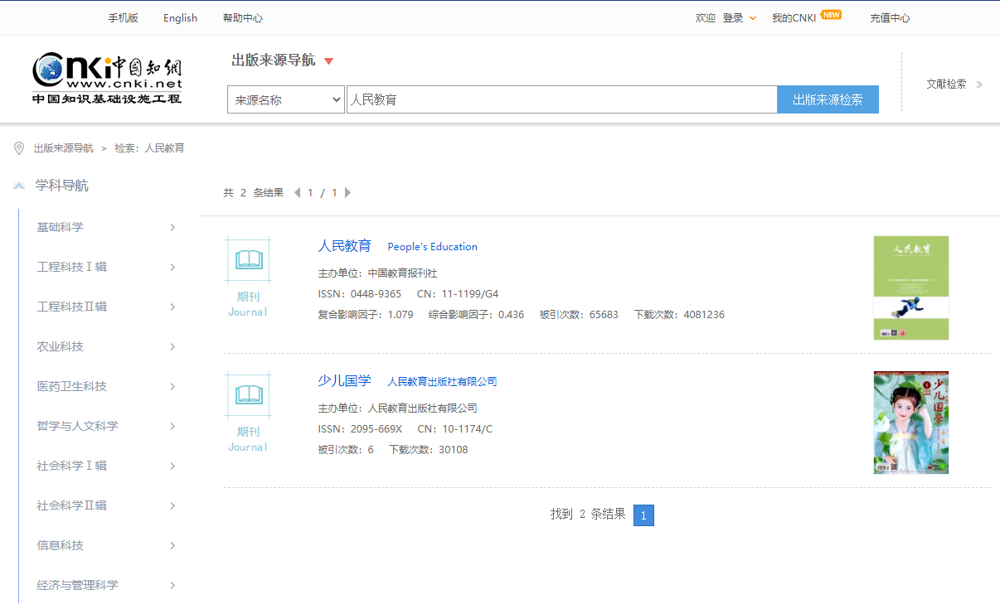 手机版 English 帮助中心 欢迎 登录 我的CNKI NEW 充值中心
Cnki中国知網
www.cnki.net
中国知识基础设施工程
出版来源导航
来源名称 人民教育 出版来源检索
文献检索
出版来源导航 > 检索：人民教育
学科导航
基础科学
工程科技Ⅰ辑
工程科技Ⅱ辑
农业科技
医药卫生科技
哲学与人文科学
社会科学Ⅰ辑
社会科学Ⅱ辑
信息科技
经济与管理科学
共 2 条结果 1 / 1
期刊
Journal
人民教育 People's Education
主办单位：中国教育报刊社
ISSN：0448-9365 CN：11-1199/G4
复合影响因子：1.079 综合影响因子：0.436 被引次数：65683 下载次数：4081236
人民教育
期刊
Journal
少儿国学 人民教育出版社有限公司
主办单位：人民教育出版社有限公司
ISSN：2095-669X CN：10-1174/C
被引次数：6 下载次数：30108
少儿国学
找到 2 条结果 1